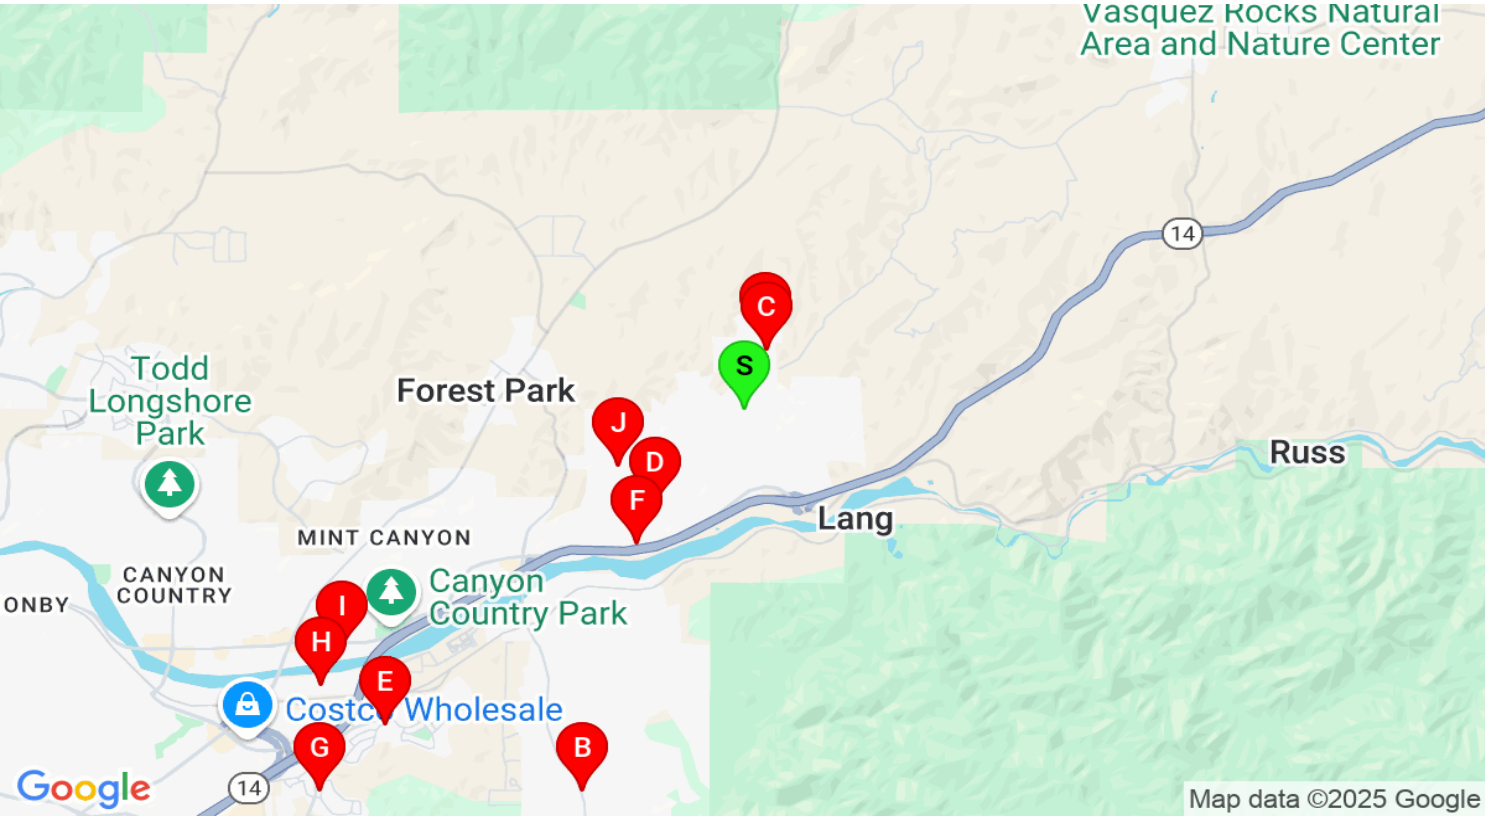 Vasquez Rocks Natural
Area and Nature Center
14
C
S
Todd
Longshore
Park
Forest Park
J
D
F
Russ
Lang
MINT CANYON
CANYON
COUNTRY
ONBY
Canyon
Country Park
I
H
E
Costco Wholesale
G
B
14
Google
Map data ©2025 Google